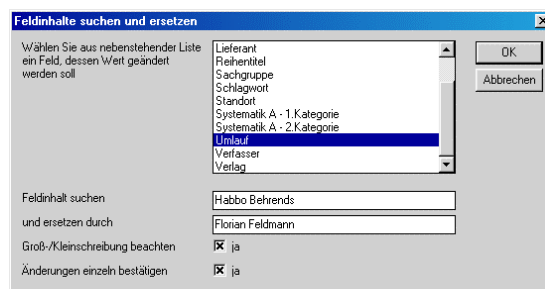 Feldinhalte suchen und ersetzen
Wählen Sie aus nebenstehender Liste
ein Feld, dessen Wert geändert
werden soll
Lieferant
Reihentitel
Sachgruppe
Schlagwort
Standort
Systematik A - 1.Kategorie
Systematik A - 2.Kategorie
Umlauf
Verfasser
Verlag
OK
Abbrechen
Feldinhalt suchen
Habbo Behrends
und ersetzen durch
Florian Feldmann
Groß-/Kleinschreibung beachten
ja
Änderungen einzeln bestätigen
ja